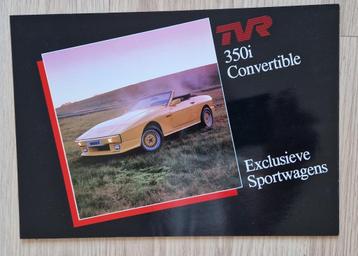 TVR
350i
Convertible
Exclusieve
Sportwagens